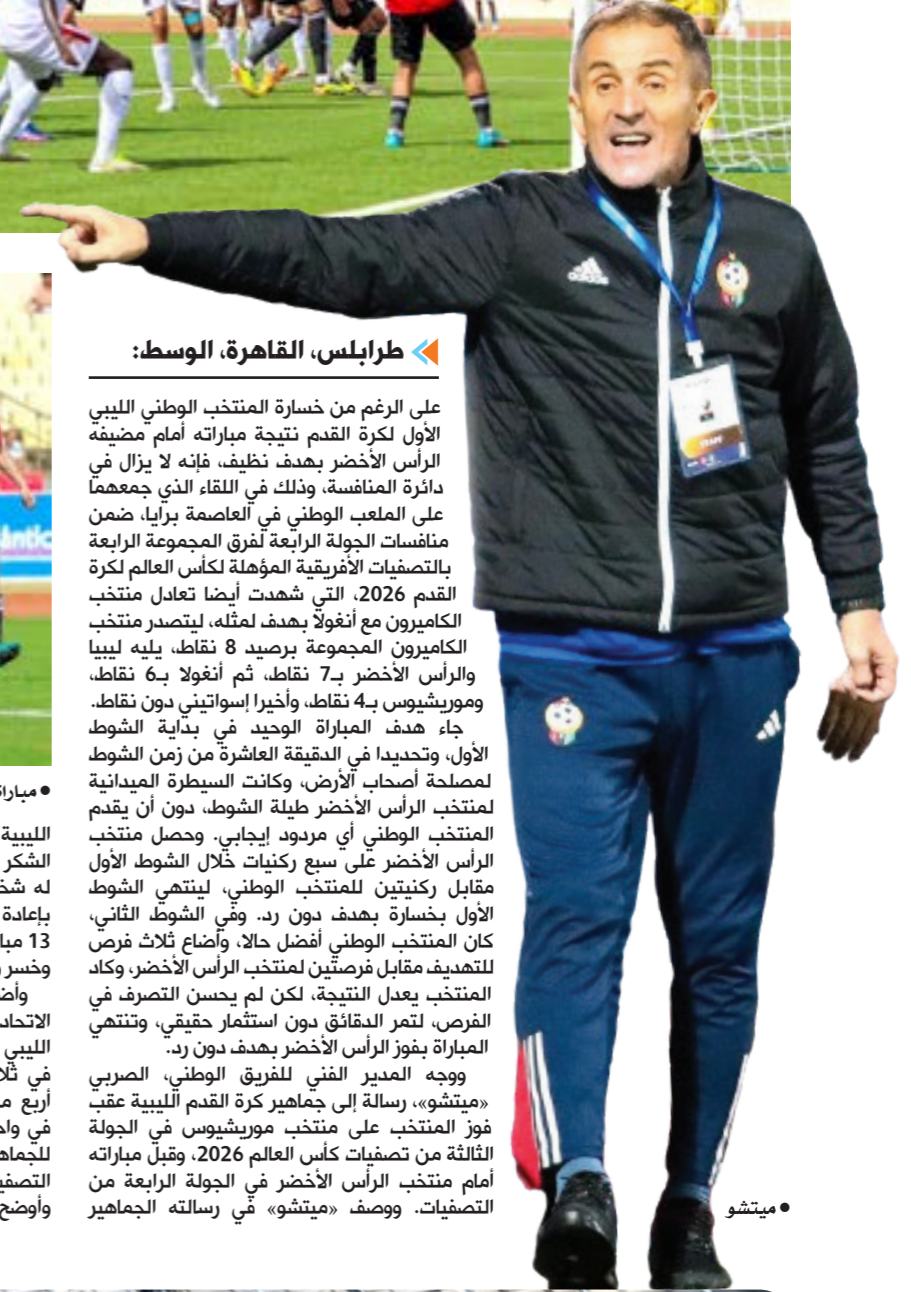 طرابلس، القاهرة، الوسط:
على الرغم من خسارة المنتخب الوطني الليبي
الأول لكرة القدم نتيجة مباراته أمام مضيفه
الرأس الأخضر بهدف نظيف، فإنه لا يزال في
دائرة المنافسة، وذلك في اللقاء الذي جمعهما
على الملعب الوطني في العاصمة برايا، ضمن
منافسات الجولة الرابعة لفرق المجموعة الرابعة
بالتصفيات الأفريقية المؤهلة لكأس العالم لكرة
القدم 2026، التي شهدت أيضا تعادل منتخب
الكاميرون مع أنغولا بهدف لمثله، ليتصدر منتخب
الكاميرون المجموعة برصيد 8 نقاط، يليه ليبيا
والرأس الأخضر بـ7 نقاط، ثم أنغولا بـ6 نقاط،
وموريشيوس بـ4 نقاط، وأخيرا إسواتيني دون نقاط.
جاء هدف المباراة الوحيد في بداية الشوط
الأول، وتحديدا في الدقيقة العاشرة من زمن الشوط
لمصلحة أصحاب الأرض، وكانت السيطرة الميدانية
لمنتخب الرأس الأخضر طيلة الشوط، دون أن يقدم
المنتخب الوطني أي مردود إيجابي. وحصل منتخب
الرأس الأخضر على سبع ركنيات خلال الشوط الأول
مقابل ركنيتين للمنتخب الوطني، لينتهي الشوط
الأول بخسارة بهدف دون رد. وفي الشوط الثاني،
كان المنتخب الوطني أفضل حالا، وأضاع ثلاث فرص
للتهديف مقابل فرصتين لمنتخب الرأس الأخضر، وكاد
المنتخب يعدل النتيجة، لكن لم يحسن التصرف في
الفرص، لتمر الدقائق دون استثمار حقيقي، وتنتهي
المباراة بفوز الرأس الأخضر بهدف دون رد.
ووجه المدير الفني للفريق الوطني، الصربي
«ميتشو»، رسالة إلى جماهير كرة القدم الليبية عقب
فوز المنتخب على منتخب موريشيوس في الجولة
الثالثة من تصفيات كأس العالم 2026، وقبل مباراته
أمام منتخب الرأس الأخضر في الجولة الرابعة من
التصفيات. ووصف «ميتشو» في رسالته الجماهير
● ميتشو
adidas
STAFF
الليبية
الشكر
بإعادة
13
وخسر
الاتحاد
الليبي
وأوضح